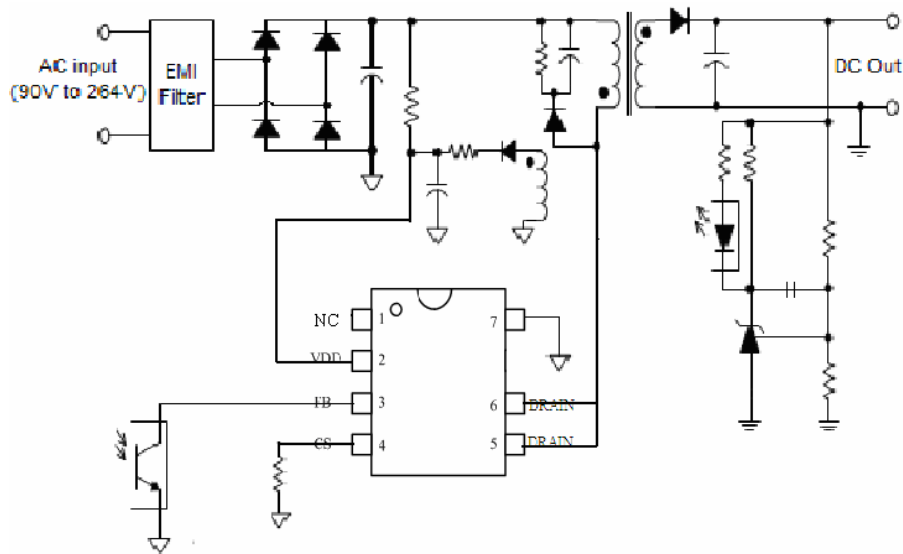 AC input
(90V to 264V)
EMI
Filter
DC Out
NC
1
7
VDD
2
FB
3
6
DRAIN
CS
4
5
DRAIN